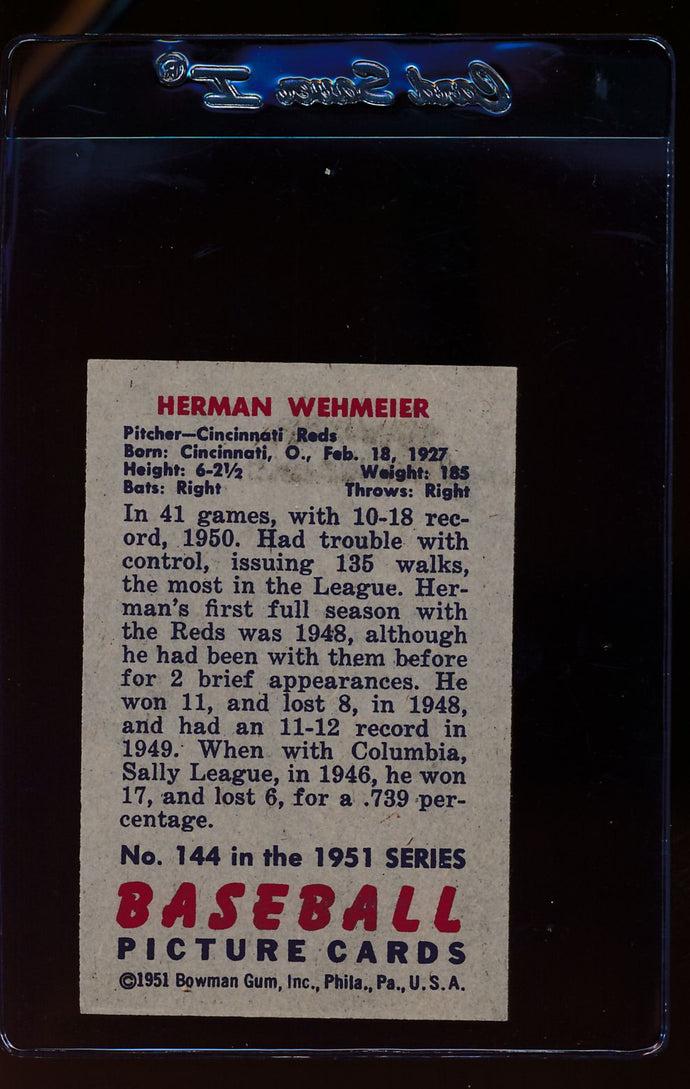 Card Saver I®
HERMAN WEHMEIER
Pitcher—Cincinnati Reds
Born: Cincinnati, O., Feb. 18, 1927
Height: 6-2½ Weight: 185
Bats: Right Throws: Right
In 41 games, with 10-18 rec-
ord, 1950. Had trouble with
control, issuing 135 walks,
the most in the League. Her-
man's first full season with
the Reds was 1948, although
he had been with them before
for 2 brief appearances. He
won 11, and lost 8, in 1948,
and had an 11-12 record in
1949. When with Columbia,
Sally League, in 1946, he won
17, and lost 6, for a .739 per-
centage.
No. 144 in the 1951 SERIES
BASEBALL
PICTURE CARDS
©1951 Bowman Gum, Inc., Phila., Pa., U.S.A.